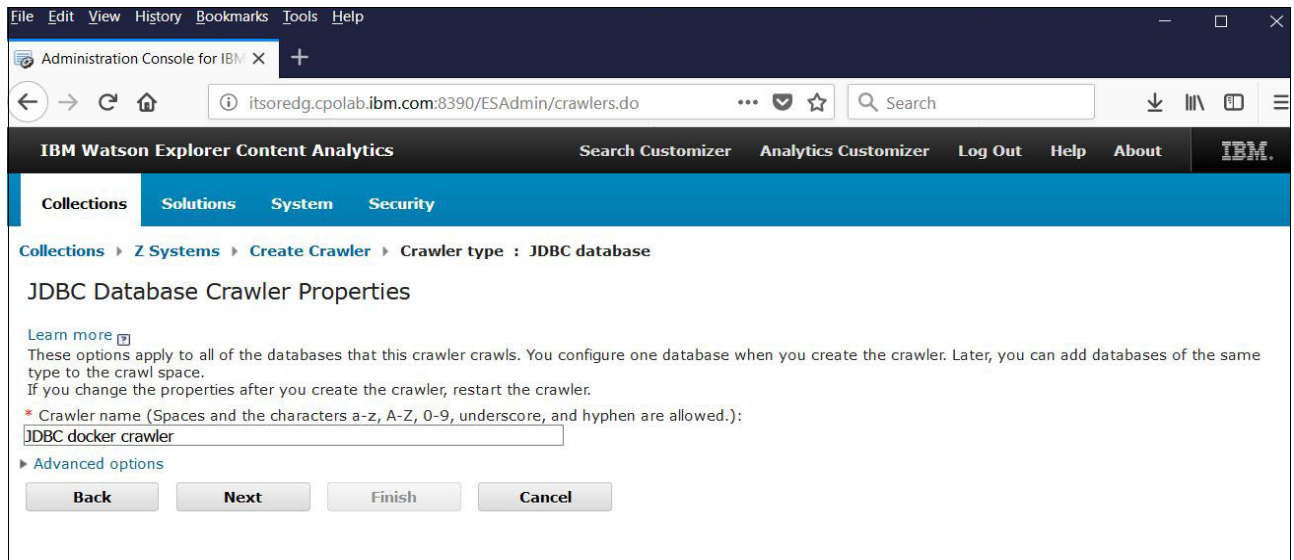 File Edit View History Bookmarks Tools Help
Administration Console for IBM
itsoredg.cpolab.ibm.com:8390/ESAdmin/crawlers.do
Search
IBM Watson Explorer Content Analytics
Search Customizer Analytics Customizer Log Out Help About IBM.
Collections Solutions System Security
Collections Z Systems Create Crawler Crawler type : JDBC database
JDBC Database Crawler Properties
Learn more ?
These options apply to all of the databases that this crawler crawls. You configure one database when you create the crawler. Later, you can add databases of the same
type to the crawl space.
If you change the properties after you create the crawler, restart the crawler.
* Crawler name (Spaces and the characters a-z, A-Z, 0-9, underscore, and hyphen are allowed.):
JDBC docker crawler
Advanced options
Back Next Finish Cancel